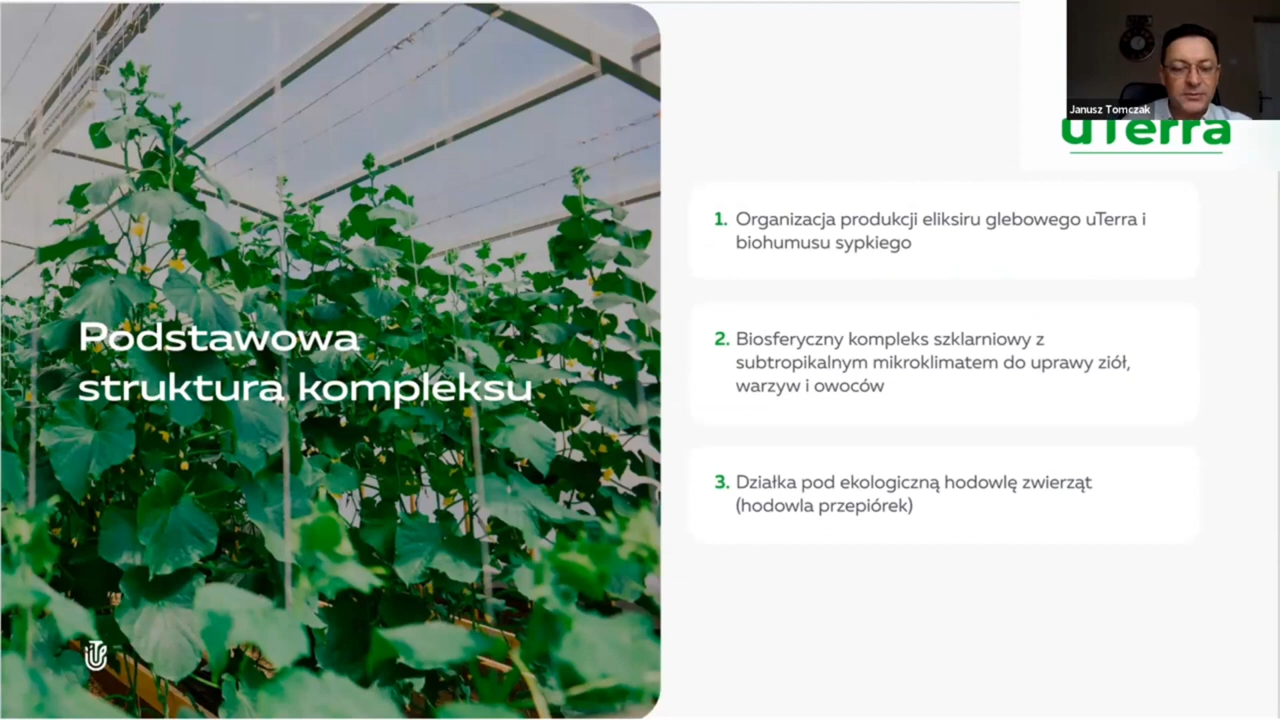 Janusz Tomczak
uTerra
Podstawowa
struktura kompleksu
1. Organizacja produkcji eliksiru glebowego uTerra i
biohumusu sypkiego
2. Biosferyczny kompleks szklarniowy z
subtropikalnym mikroklimatem do uprawy ziół,
warzyw i owoców
3. Działka pod ekologiczną hodowlę zwierząt
(hodowla przepiórek)